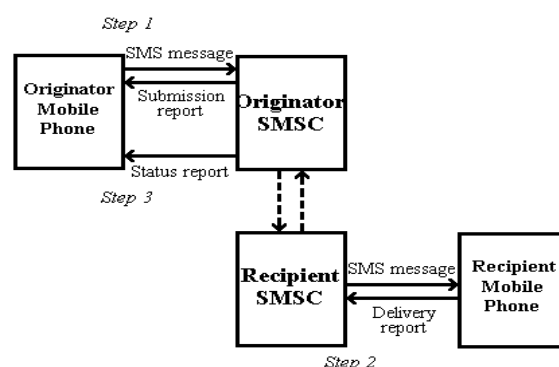 Step 1
SMS message
Originator
Mobile
Phone
Submission
report
Originator
SMSC
Status report
Step 3
Recipient
SMSC
SMS message
Delivery
report
Recipient
Mobile
Phone
Step 2